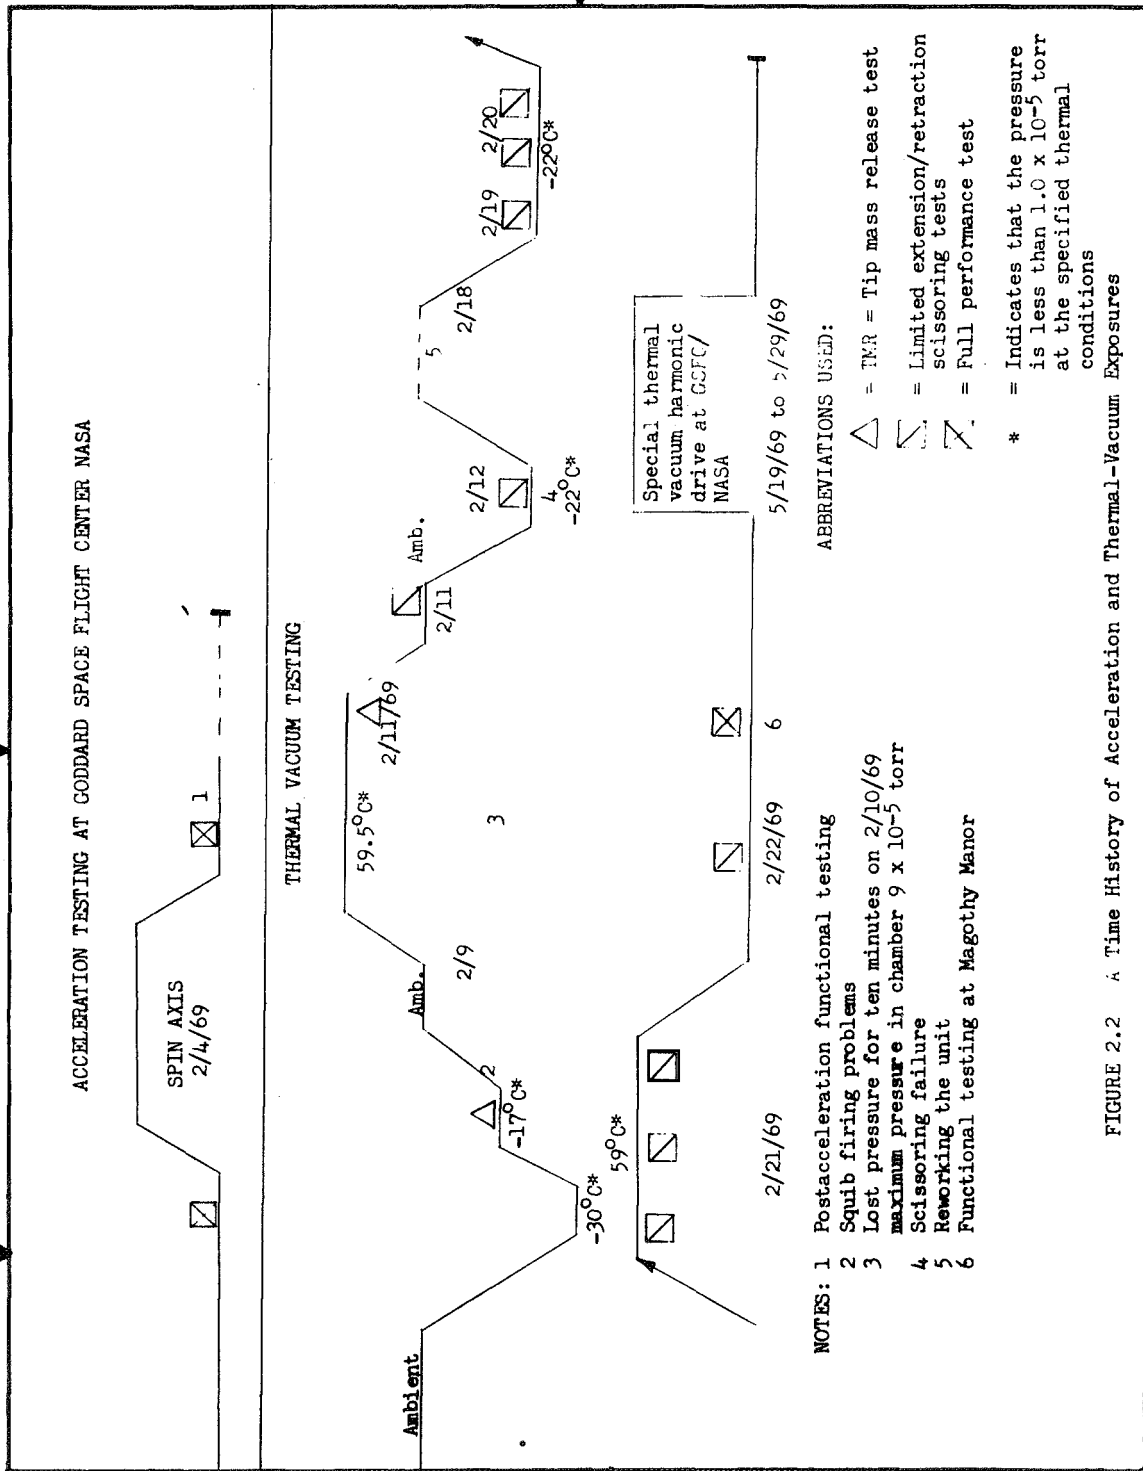 ACCELERATION TESTING AT GODDARD SPACE FLIGHT CENTER NASA
SPIN AXIS
2/4/69
1
THERMAL VACUUM TESTING
Ambient
-30°C*
-17°C*
2
Amb.
2/9
59.5°C*
3
2/11/69
2/11
Amb.
2/12
4
-22°C*
5
2/18
2/19
2/20
-22°C*
59°C*
2/21/69
2/22/69
6
Special thermal
vacuum harmonic
drive at GSFC/
NASA
5/19/69 to 5/29/69
NOTES: 1 Postacceleration functional testing
2 Squib firing problems
3 Lost pressure for ten minutes on 2/10/69
maximum pressure in chamber 9 x 10-5 torr
4 Scissoring failure
5 Reworking the unit
6 Functional testing at Magothy Manor
ABBREVIATIONS USED:
= TMR = Tip mass release test
= Limited extension/retraction
scissoring tests
= Full performance test
* = Indicates that the pressure
is less than 1.0 x 10-5 torr
at the specified thermal
conditions
FIGURE 2.2 A Time History of Acceleration and Thermal-Vacuum Exposures